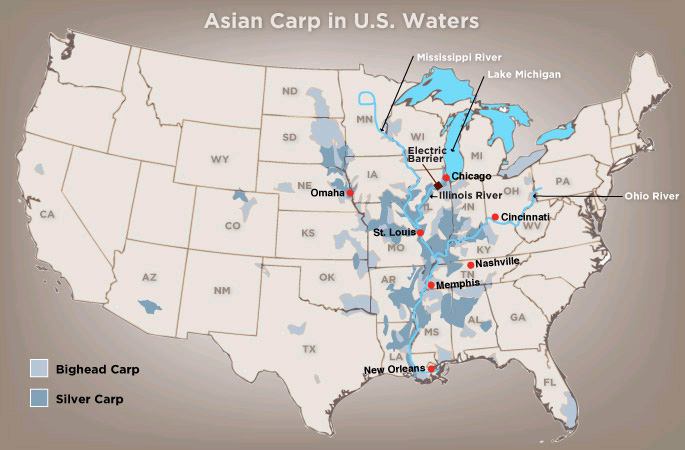 Asian Carp in U.S. Waters
Mississippi River
Lake Michigan
ND
MN
WI
SD
Electric
Barrier
MI
WY
IA
Chicago
PA
NE
Omaha
Illinois River
OH
Ohio River
IL
IN
CA
CO
Cincinnati
WV
KS
St. Louis
MO
KY
Nashville
AZ
NM
OK
AR
TN
Memphis
MS
AL
GA
TX
LA
New Orleans
FL
Bighead Carp
Silver Carp